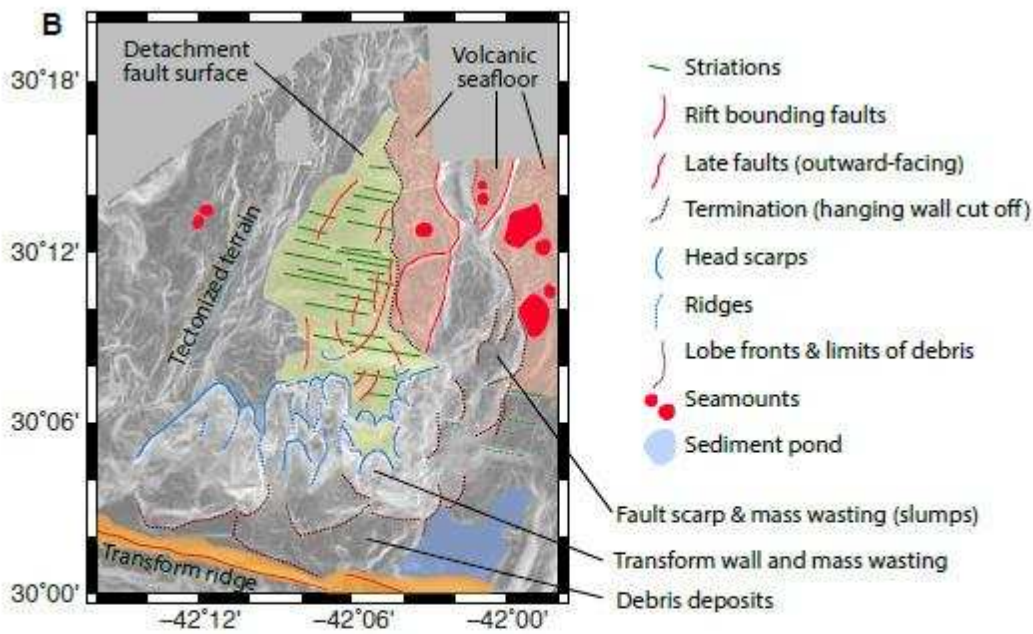 B
Detachment
fault surface
Volcanic
seafloor
30°18'
30°12'
30°06'
30°00'
Tectonized terrain
Transform ridge
−42°12'
−42°06'
−42°00'
Striations
Rift bounding faults
Late faults (outward-facing)
Termination (hanging wall cut off)
Head scarps
Ridges
Lobe fronts & limits of debris
Seamounts
Sediment pond
Fault scarp & mass wasting (slumps)
Transform wall and mass wasting
Debris deposits